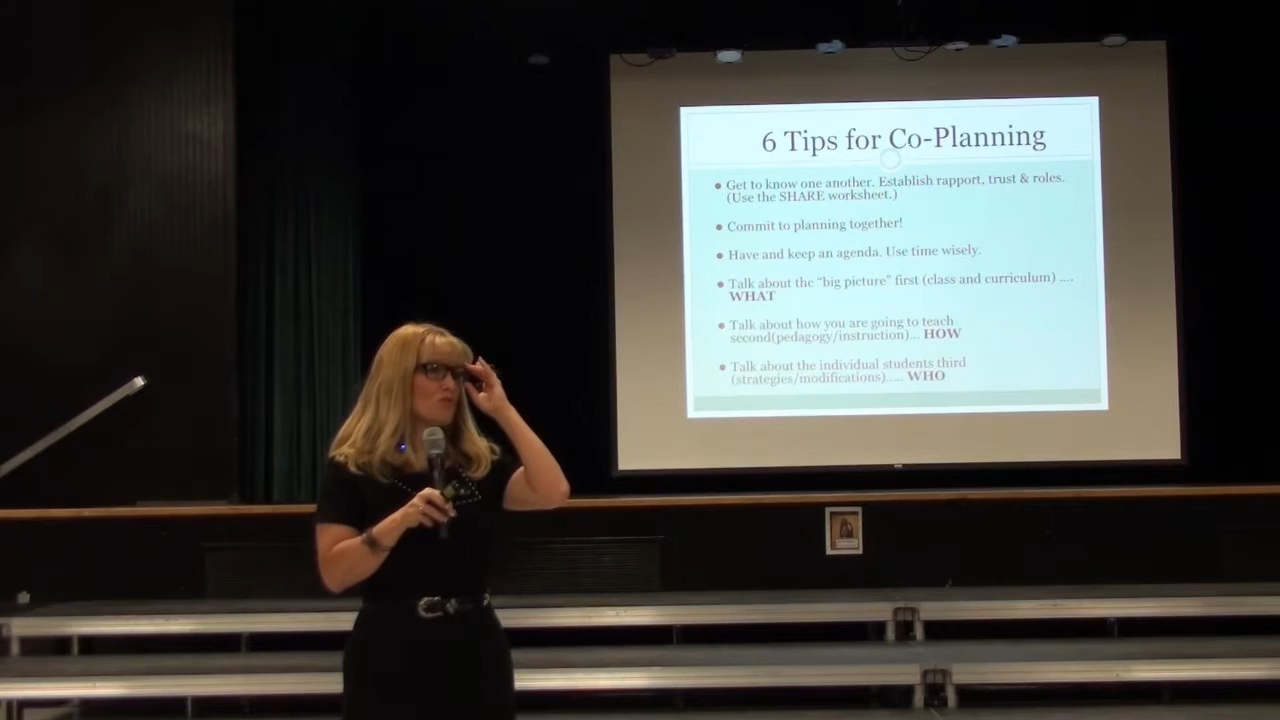 6 Tips for Co-Planning
Get to know one another. Establish rapport, trust & roles.
(Use the SHARE worksheet.)
Commit to planning together!
Have and keep an agenda. Use time wisely.
Talk about the “big picture” first (class and curriculum) ....
WHAT
Talk about how you are going to teach
second(pedagogy/instruction)... HOW
Talk about the individual students third
(strategies/modifications)..... WHO